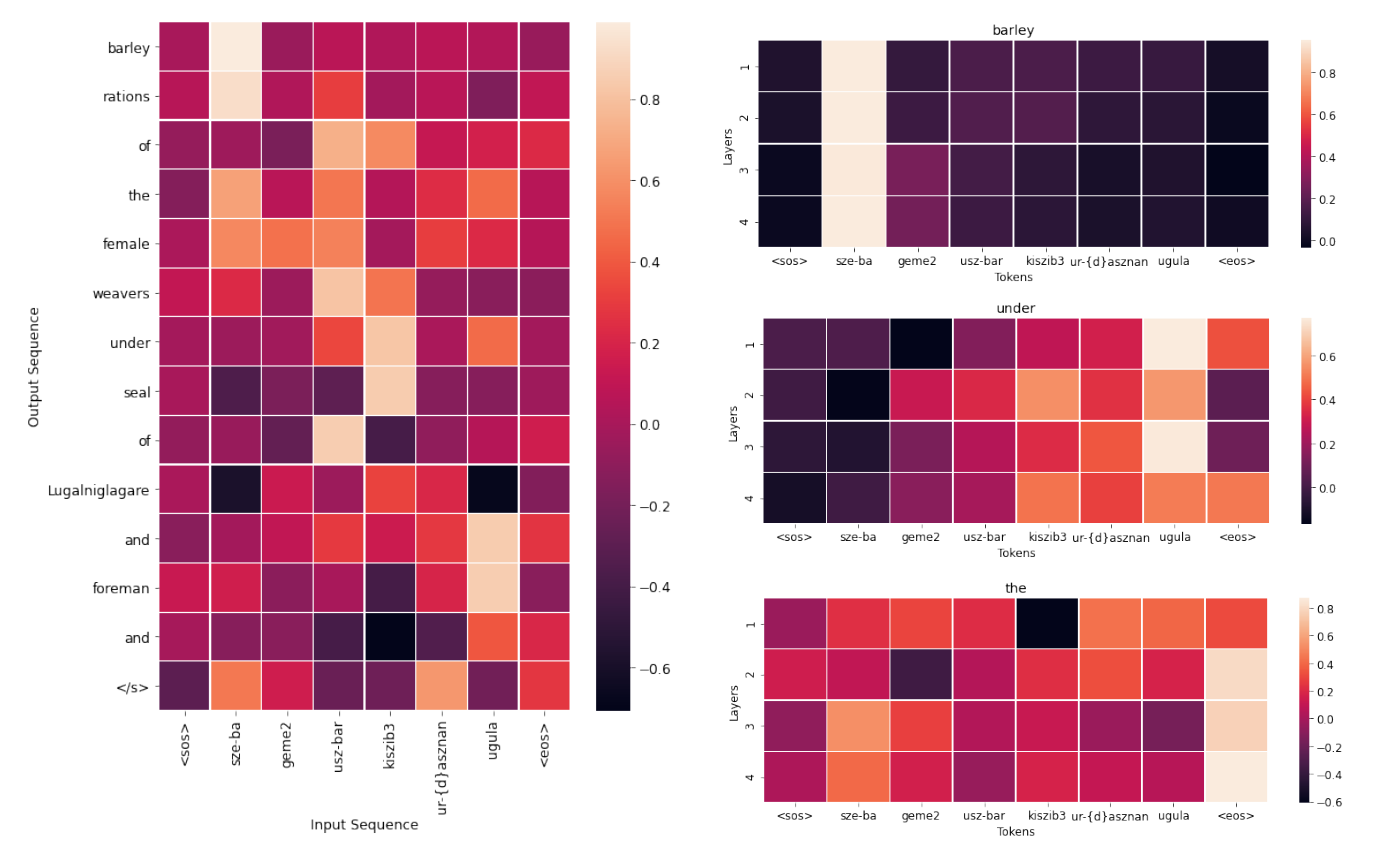 barley
rations
of
the
female
weavers
under
seal
of
Lugalniglagare
and
foreman
and
</s>
Output Sequence
<sos>
sze-ba
geme2
usz-bar
kiszib3
ur-{d}asznan
ugula
<eos>
Input Sequence
0.8
0.6
0.4
0.2
0.0
−0.2
−0.4
−0.6
barley
1
2
3
4
Layers
<sos> sze-ba geme2 usz-bar kiszib3 ur-{d}asznan ugula <eos>
Tokens
0.8
0.6
0.4
0.2
0.0
under
1
2
3
4
Layers
<sos> sze-ba geme2 usz-bar kiszib3 ur-{d}asznan ugula <eos>
Tokens
0.6
0.4
0.2
0.0
the
1
2
3
4
Layers
<sos> sze-ba geme2 usz-bar kiszib3 ur-{d}asznan ugula <eos>
Tokens
0.8
0.6
0.4
0.2
0.0
−0.2
−0.4
−0.6